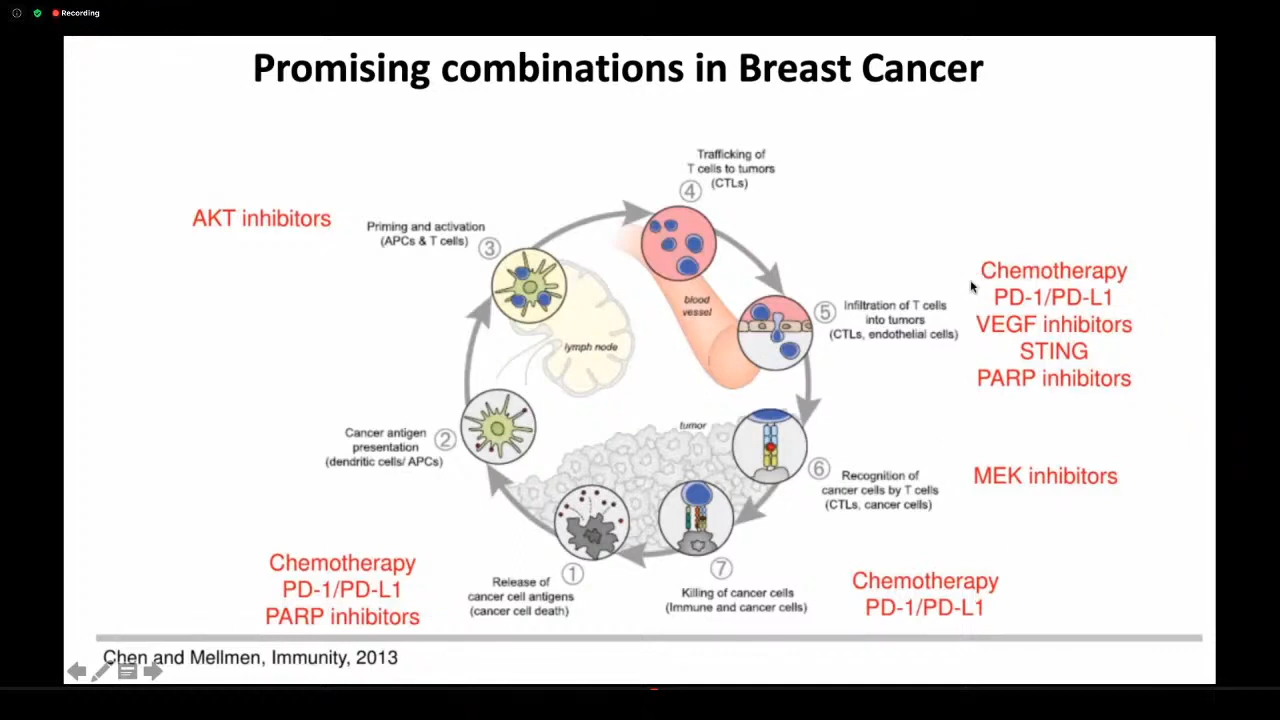 Recording
Promising combinations in Breast Cancer
Trafficking of
T cells to tumors
(CTLs)
4
AKT inhibitors
Priming and activation
(APCs & T cells)
3
blood
vessel
lymph node
5
Infiltration of T cells
into tumors
(CTLs, endothelial cells)
Chemotherapy
PD-1/PD-L1
VEGF inhibitors
STING
PARP inhibitors
Cancer antigen
presentation
(dendritic cells/ APCs)
2
tumor
6
Recognition of
cancer cells by T cells
(CTLs, cancer cells)
MEK inhibitors
Chemotherapy
PD-1/PD-L1
PARP inhibitors
1
Release of
cancer cell antigens
(cancer cell death)
7
Killing of cancer cells
(Immune and cancer cells)
Chemotherapy
PD-1/PD-L1
Chen and Mellmen, Immunity, 2013